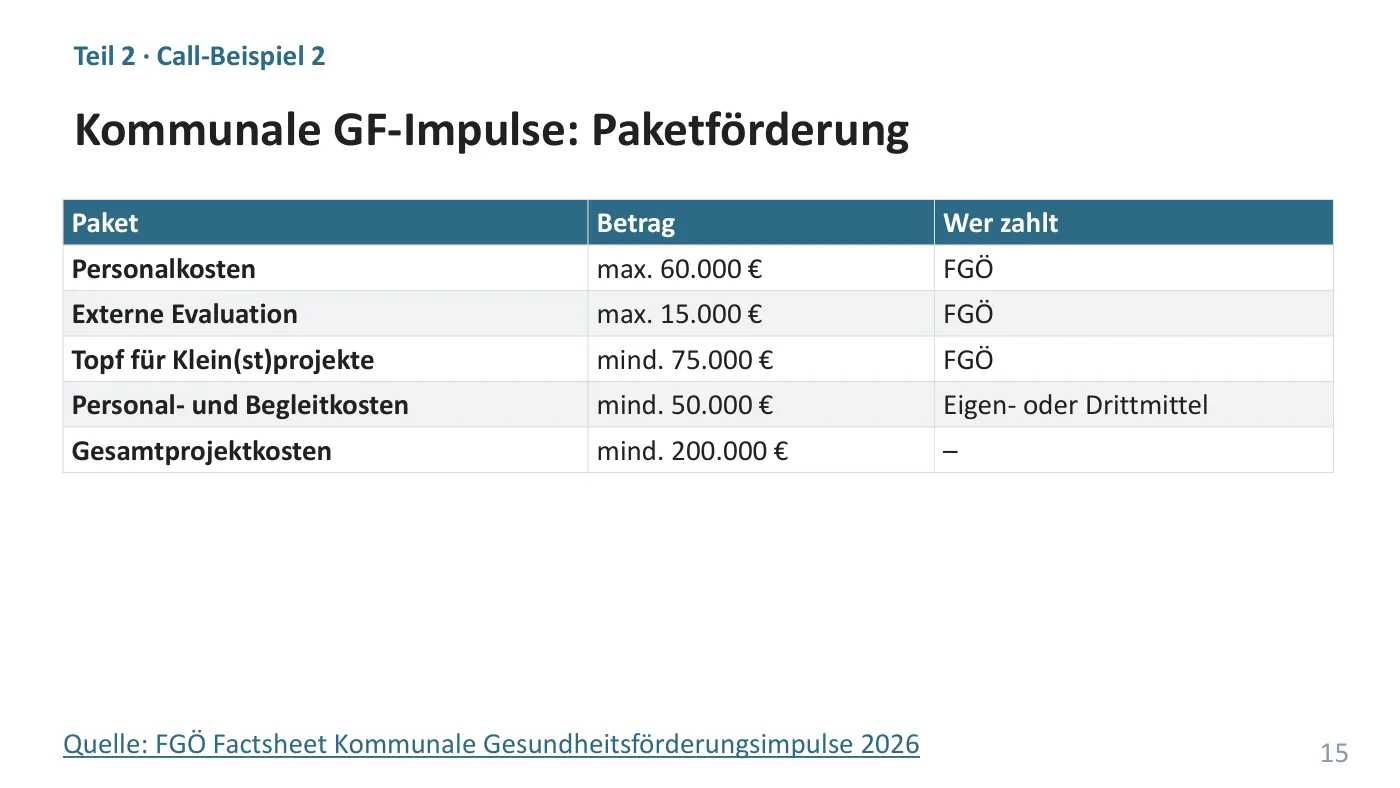 Teil 2 · Call-Beispiel 2
Kommunale GF-Impulse: Paketförderung
Paket Betrag Wer zahlt
Personalkosten max. 60.000 € FGÖ
Externe Evaluation max. 15.000 € FGÖ
Topf für Klein(st)projekte mind. 75.000 € FGÖ
Personal- und Begleitkosten mind. 50.000 € Eigen- oder Drittmittel
Gesamtprojektkosten mind. 200.000 € –
Quelle: FGÖ Factsheet Kommunale Gesundheitsförderungsimpulse 2026
15